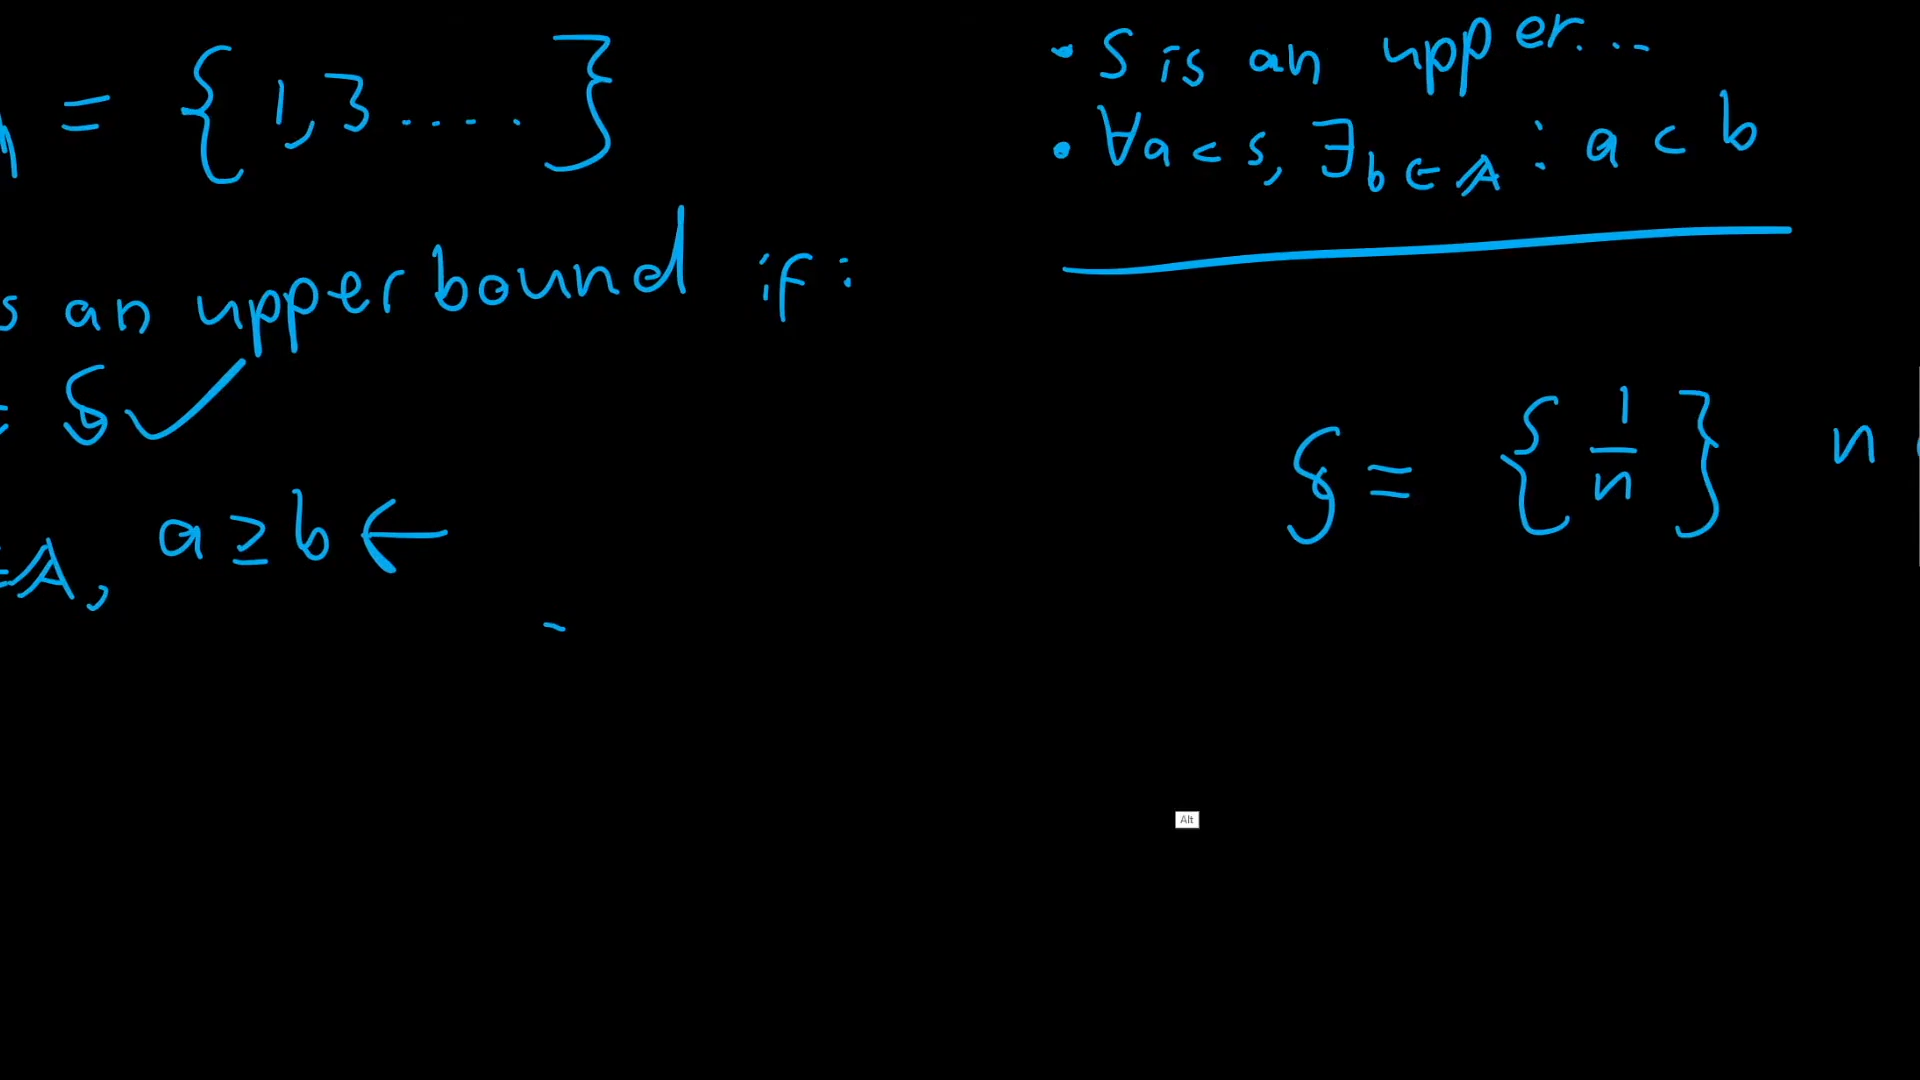 = {1,3.....}
s an upperbound if:
S
A, a ≥ b ←
• S is an upper...
• ∀a < s, ∃b∈A : a < b
S = {1/n} n
Alt